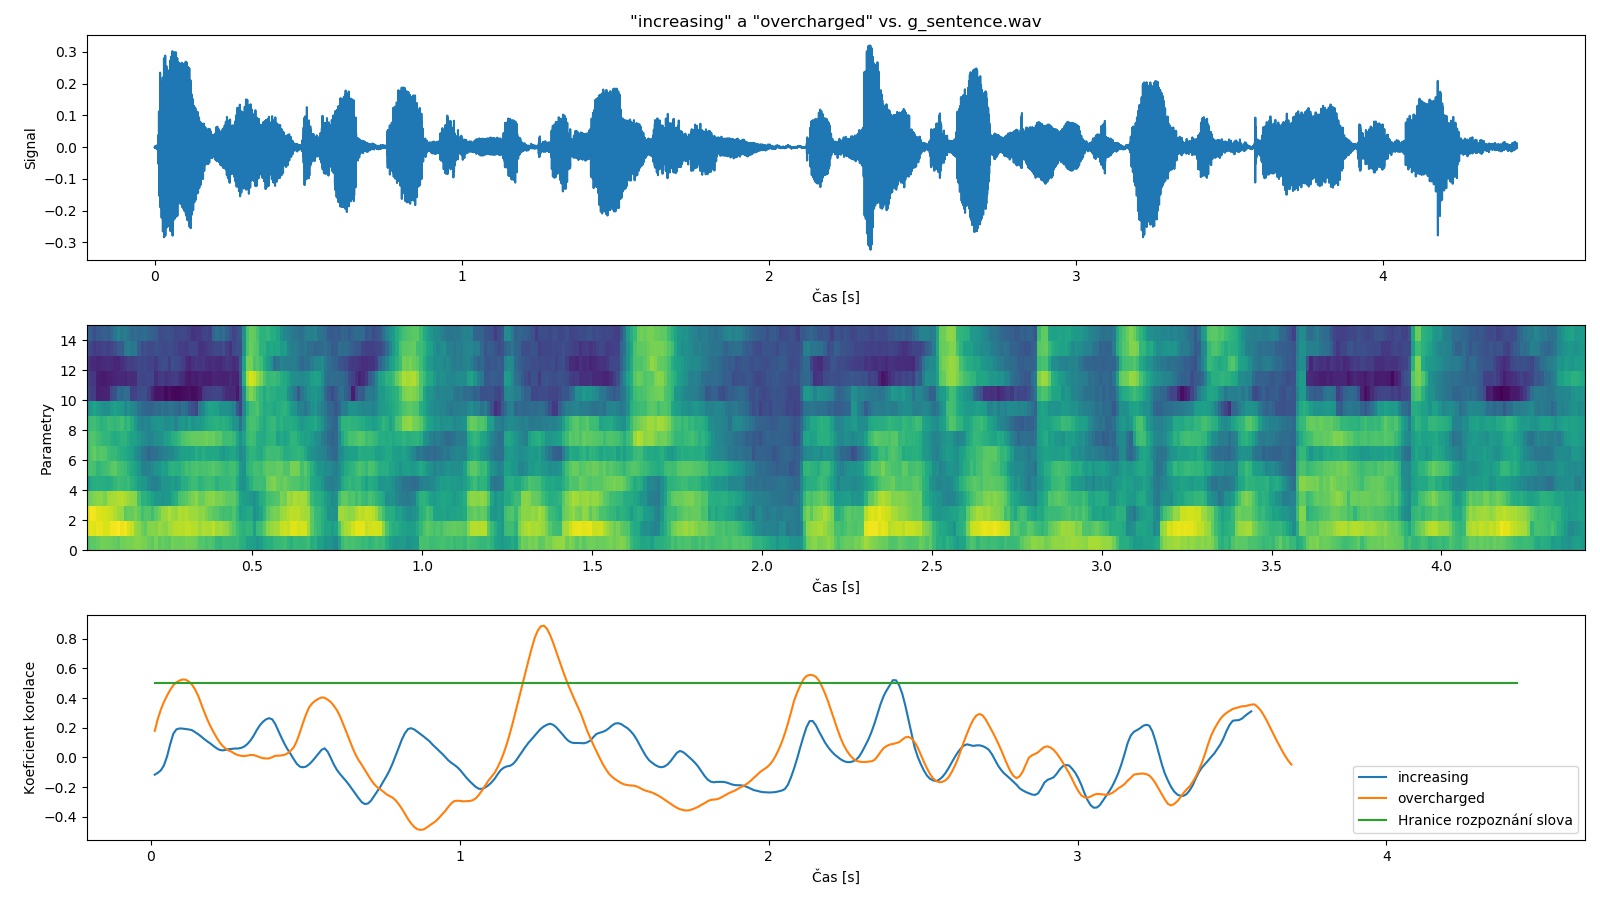 "increasing" a "overcharged" vs. g_sentence.wav
0.3
0.2
0.1
0.0
−0.1
−0.2
−0.3
Signal
0 1 2 3 4
Čas [s]
14
12
10
8
6
4
2
0
Parametry
0.5 1.0 1.5 2.0 2.5 3.0 3.5 4.0
Čas [s]
0.8
0.6
0.4
0.2
0.0
−0.2
−0.4
Koeficient korelace
increasing
overcharged
Hranice rozpoznání slova
0 1 2 3 4
Čas [s]